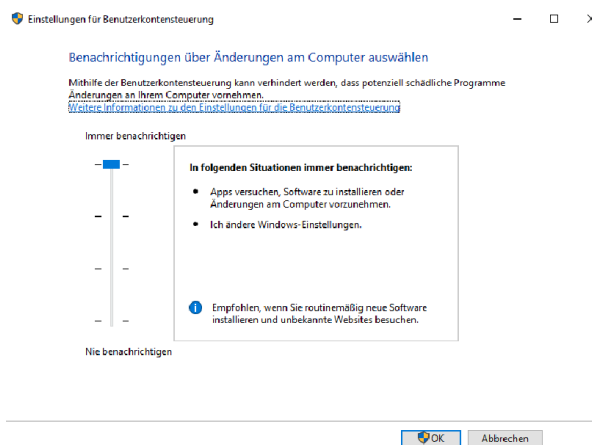 Einstellungen für Benutzerkontensteuerung
Benachrichtigungen über Änderungen am Computer auswählen
Mithilfe der Benutzerkontensteuerung kann verhindert werden, dass potenziell schädliche Programme
Änderungen an Ihrem Computer vornehmen.
Weitere Informationen zu den Einstellungen für die Benutzerkontensteuerung
Immer benachrichtigen
In folgenden Situationen immer benachrichtigen:
• Apps versuchen, Software zu installieren oder
Änderungen am Computer vorzunehmen.
• Ich ändere Windows-Einstellungen.
Empfohlen, wenn Sie routinemäßig neue Software
installieren und unbekannte Websites besuchen.
Nie benachrichtigen
OK
Abbrechen